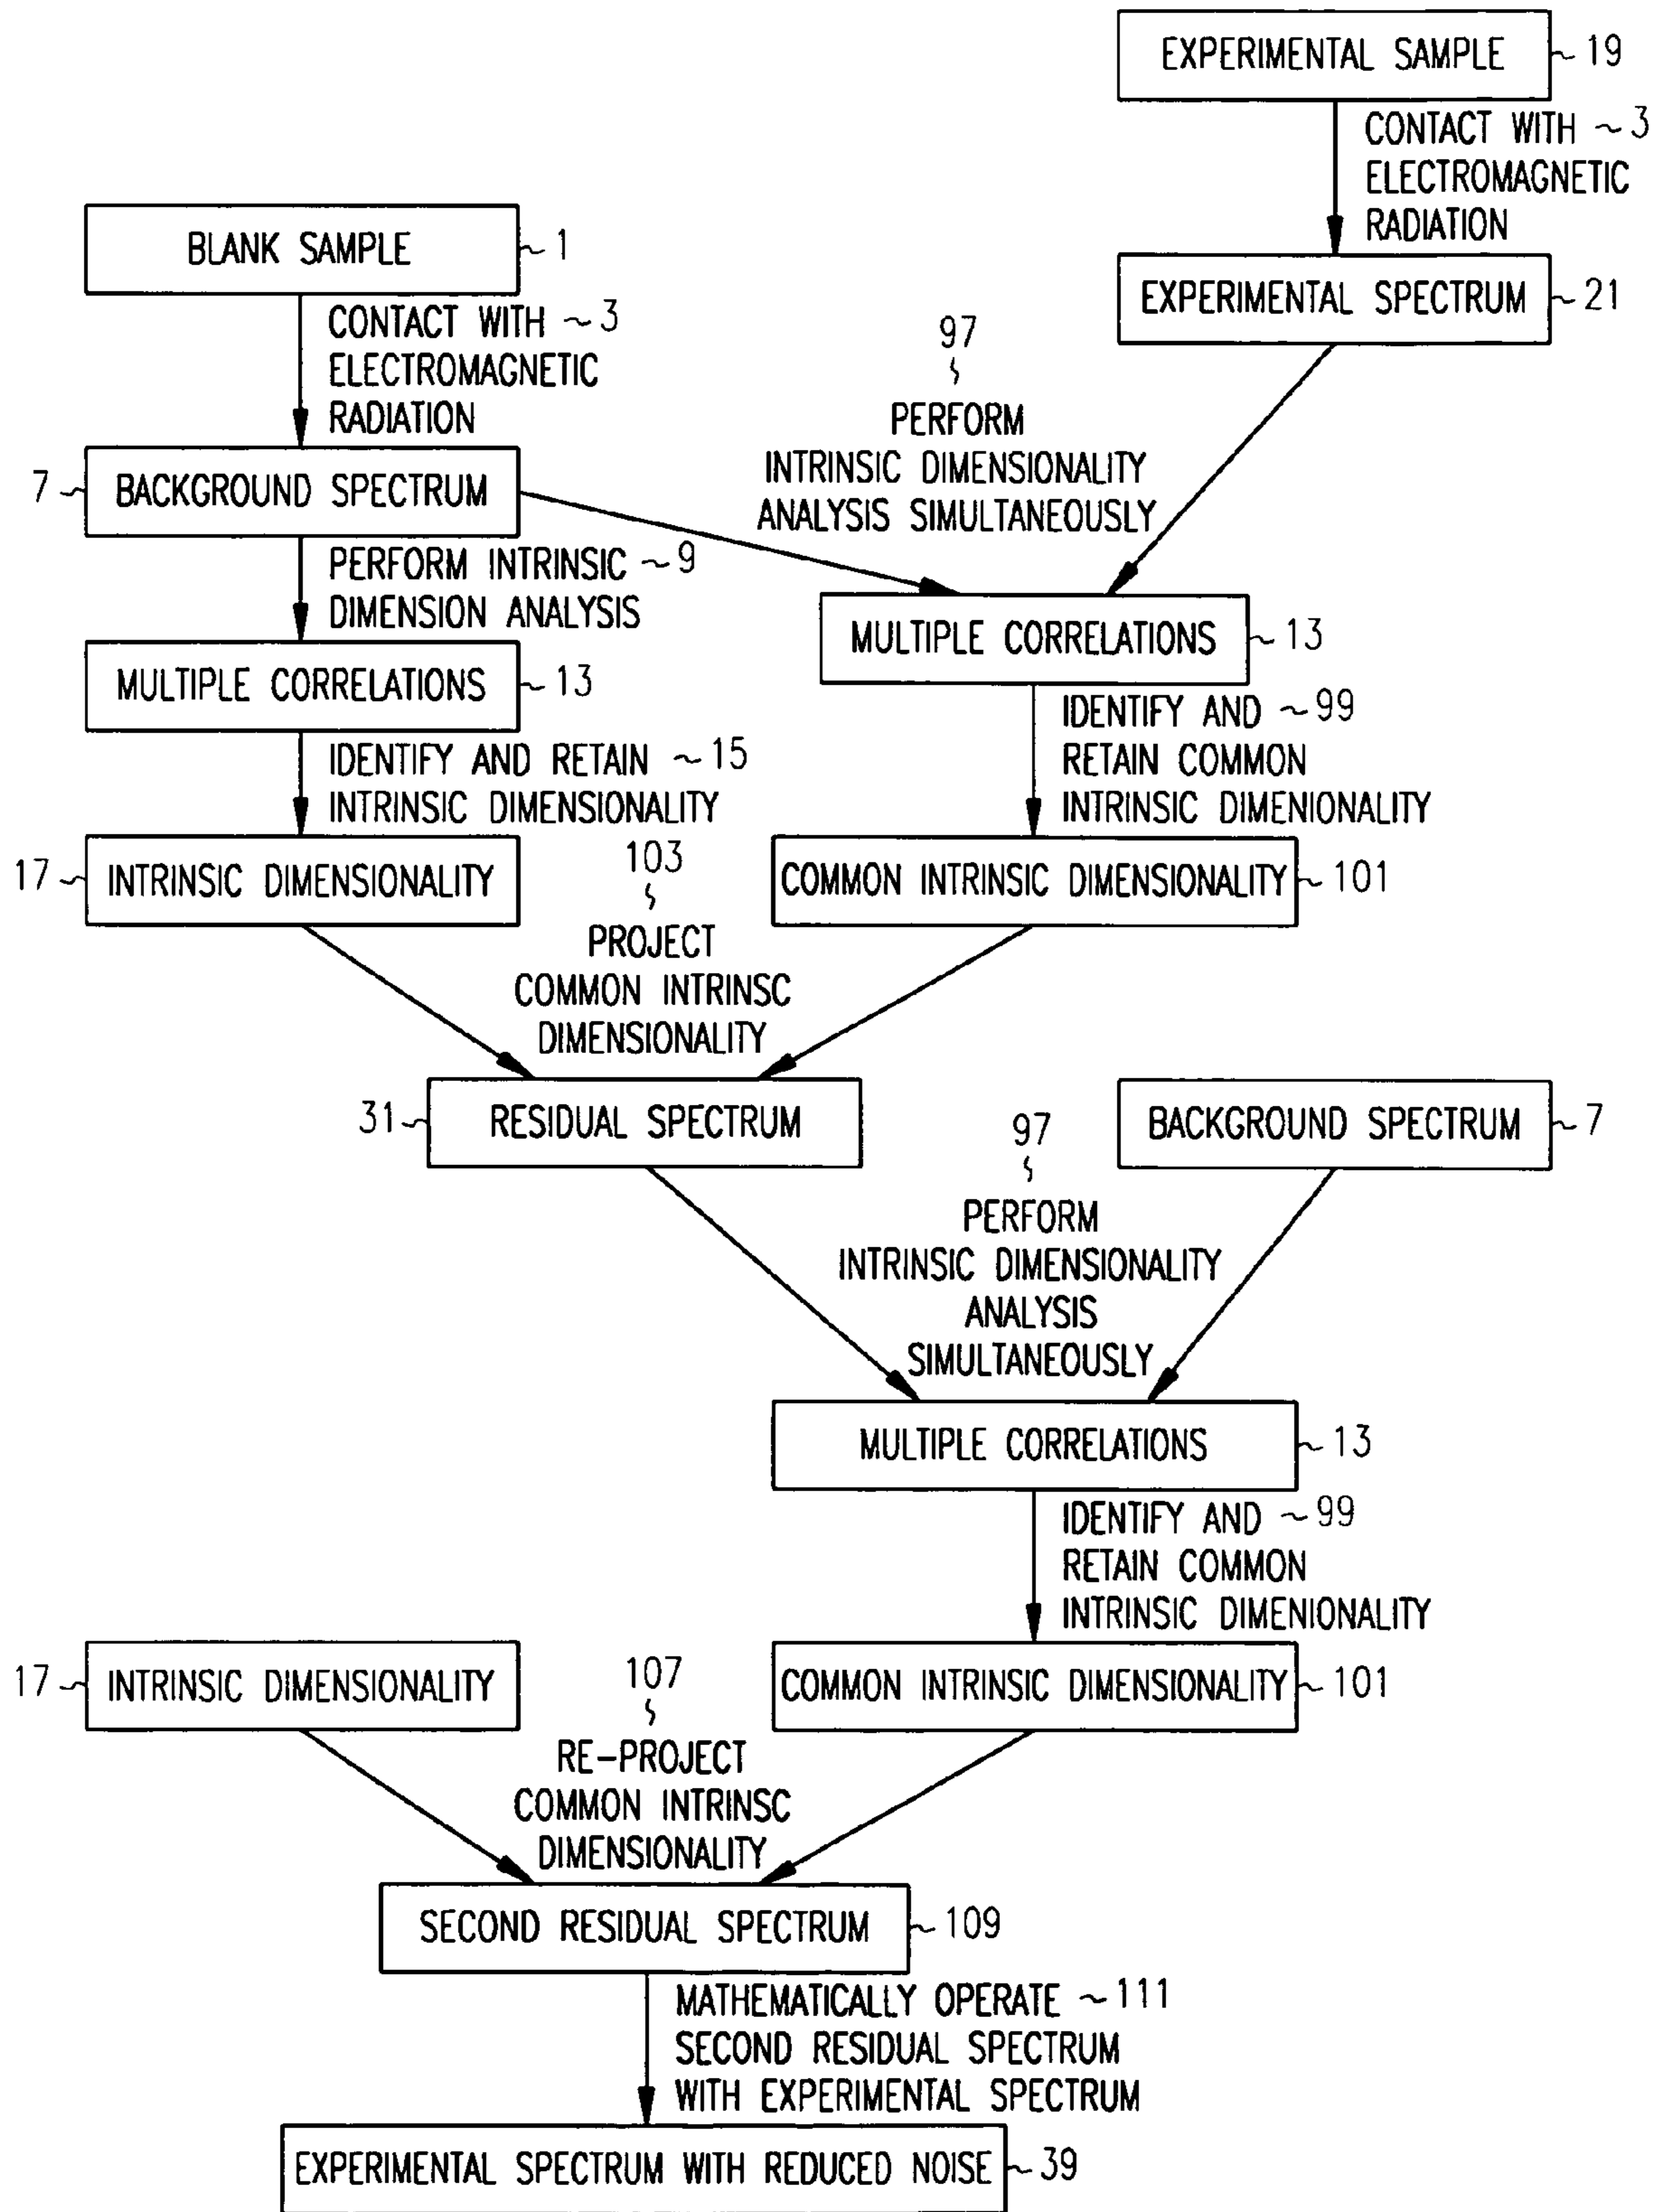 EXPERIMENTAL SAMPLE ~ 19
CONTACT WITH ~ 3
ELECTROMAGNETIC
RADIATION
BLANK SAMPLE ~ 1
EXPERIMENTAL SPECTRUM ~ 21
CONTACT WITH ~ 3
ELECTROMAGNETIC
RADIATION
97
PERFORM
INTRINSIC DIMENSIONALITY
ANALYSIS SIMULTANEOUSLY
7 ~ BACKGROUND SPECTRUM
PERFORM INTRINSIC ~ 9
DIMENSION ANALYSIS
MULTIPLE CORRELATIONS ~ 13
MULTIPLE CORRELATIONS ~ 13
IDENTIFY AND ~ 99
RETAIN COMMON
INTRINSIC DIMENIONALITY
IDENTIFY AND RETAIN ~ 15
INTRINSIC DIMENSIONALITY
17 ~ INTRINSIC DIMENSIONALITY
COMMON INTRINSIC DIMENSIONALITY ~ 101
103
PROJECT
COMMON INTRINSC
DIMENSIONALITY
31 ~ RESIDUAL SPECTRUM
BACKGROUND SPECTRUM ~ 7
97
PERFORM
INTRINSIC DIMENSIONALITY
ANALYSIS
SIMULTANEOUSLY
MULTIPLE CORRELATIONS ~ 13
IDENTIFY AND ~ 99
RETAIN COMMON
INTRINSIC DIMENIONALITY
17 ~ INTRINSIC DIMENSIONALITY
COMMON INTRINSIC DIMENSIONALITY ~ 101
107
RE-PROJECT
COMMON INTRINSC
DIMENSIONALITY
SECOND RESIDUAL SPECTRUM ~ 109
MATHEMATICALLY OPERATE ~ 111
SECOND RESIDUAL SPECTRUM
WITH EXPERIMENTAL SPECTRUM
EXPERIMENTAL SPECTRUM WITH REDUCED NOISE ~ 39